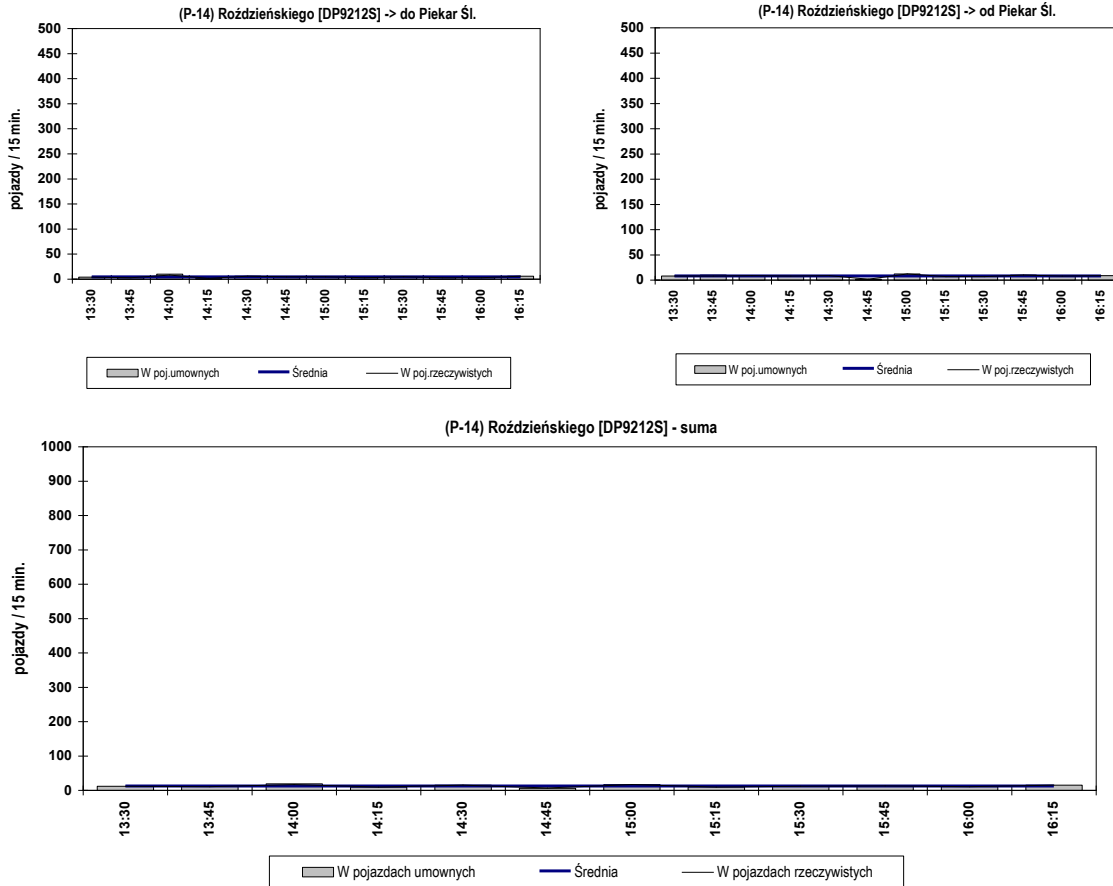 (P-14) Roździeńskiego [DP9212S] -> do Piekar Śl.
500
450
400
350
300
250
200
150
100
50
0
pojazdy / 15 min.
13:30 13:45 14:00 14:15 14:30 14:45 15:00 15:15 15:30 15:45 16:00 16:15
W poj.umownych Średnia W poj.rzeczywistych
(P-14) Roździeńskiego [DP9212S] -> od Piekar Śl.
500
450
400
350
300
250
200
150
100
50
0
pojazdy / 15 min.
13:30 13:45 14:00 14:15 14:30 14:45 15:00 15:15 15:30 15:45 16:00 16:15
W poj.umownych Średnia W poj.rzeczywistych
(P-14) Roździeńskiego [DP9212S] - suma
1000
900
800
700
600
500
400
300
200
100
0
pojazdy / 15 min.
13:30 13:45 14:00 14:15 14:30 14:45 15:00 15:15 15:30 15:45 16:00 16:15
W pojazdach umownych Średnia W pojazdach rzeczywistych